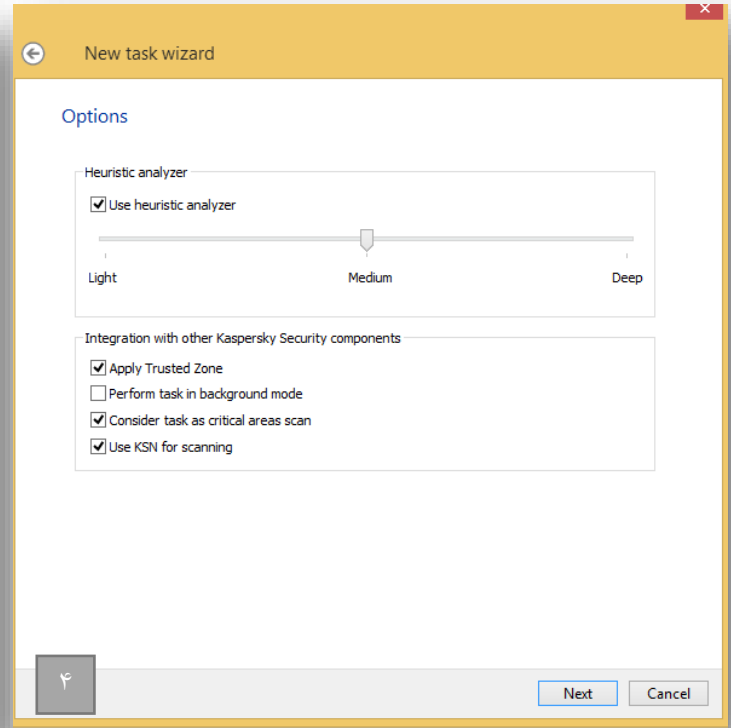 New task wizard
Options
Heuristic analyzer
Use heuristic analyzer
Light Medium Deep
Integration with other Kaspersky Security components
Apply Trusted Zone
Perform task in background mode
Consider task as critical areas scan
Use KSN for scanning
۴
Next Cancel